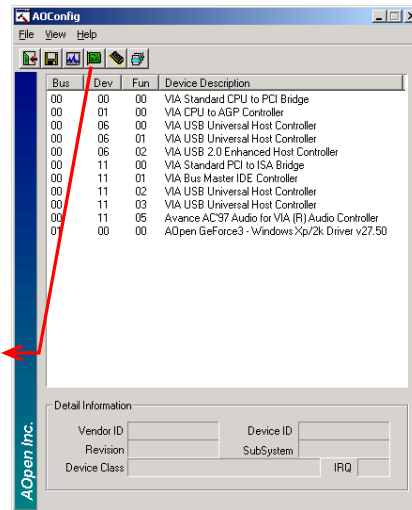 AOConfig
File View Help
Bus Dev Fun Device Description
00 00 00 VIA Standard CPU to PCI Bridge
00 01 00 VIA CPU to AGP Controller
00 06 00 VIA USB Universal Host Controller
00 06 01 VIA USB Universal Host Controller
00 06 02 VIA USB 2.0 Enhanced Host Controller
00 11 00 VIA Standard PCI to ISA Bridge
00 11 01 VIA Bus Master IDE Controller
00 11 02 VIA USB Universal Host Controller
00 11 03 VIA USB Universal Host Controller
00 11 05 Avance AC'97 Audio for VIA (R) Audio Controller
01 00 00 AOpen GeForce3 - Windows Xp/2k Driver v27.50
Detail Information
Vendor ID Device ID
Revision SubSystem
Device Class IRQ
AOpen Inc.